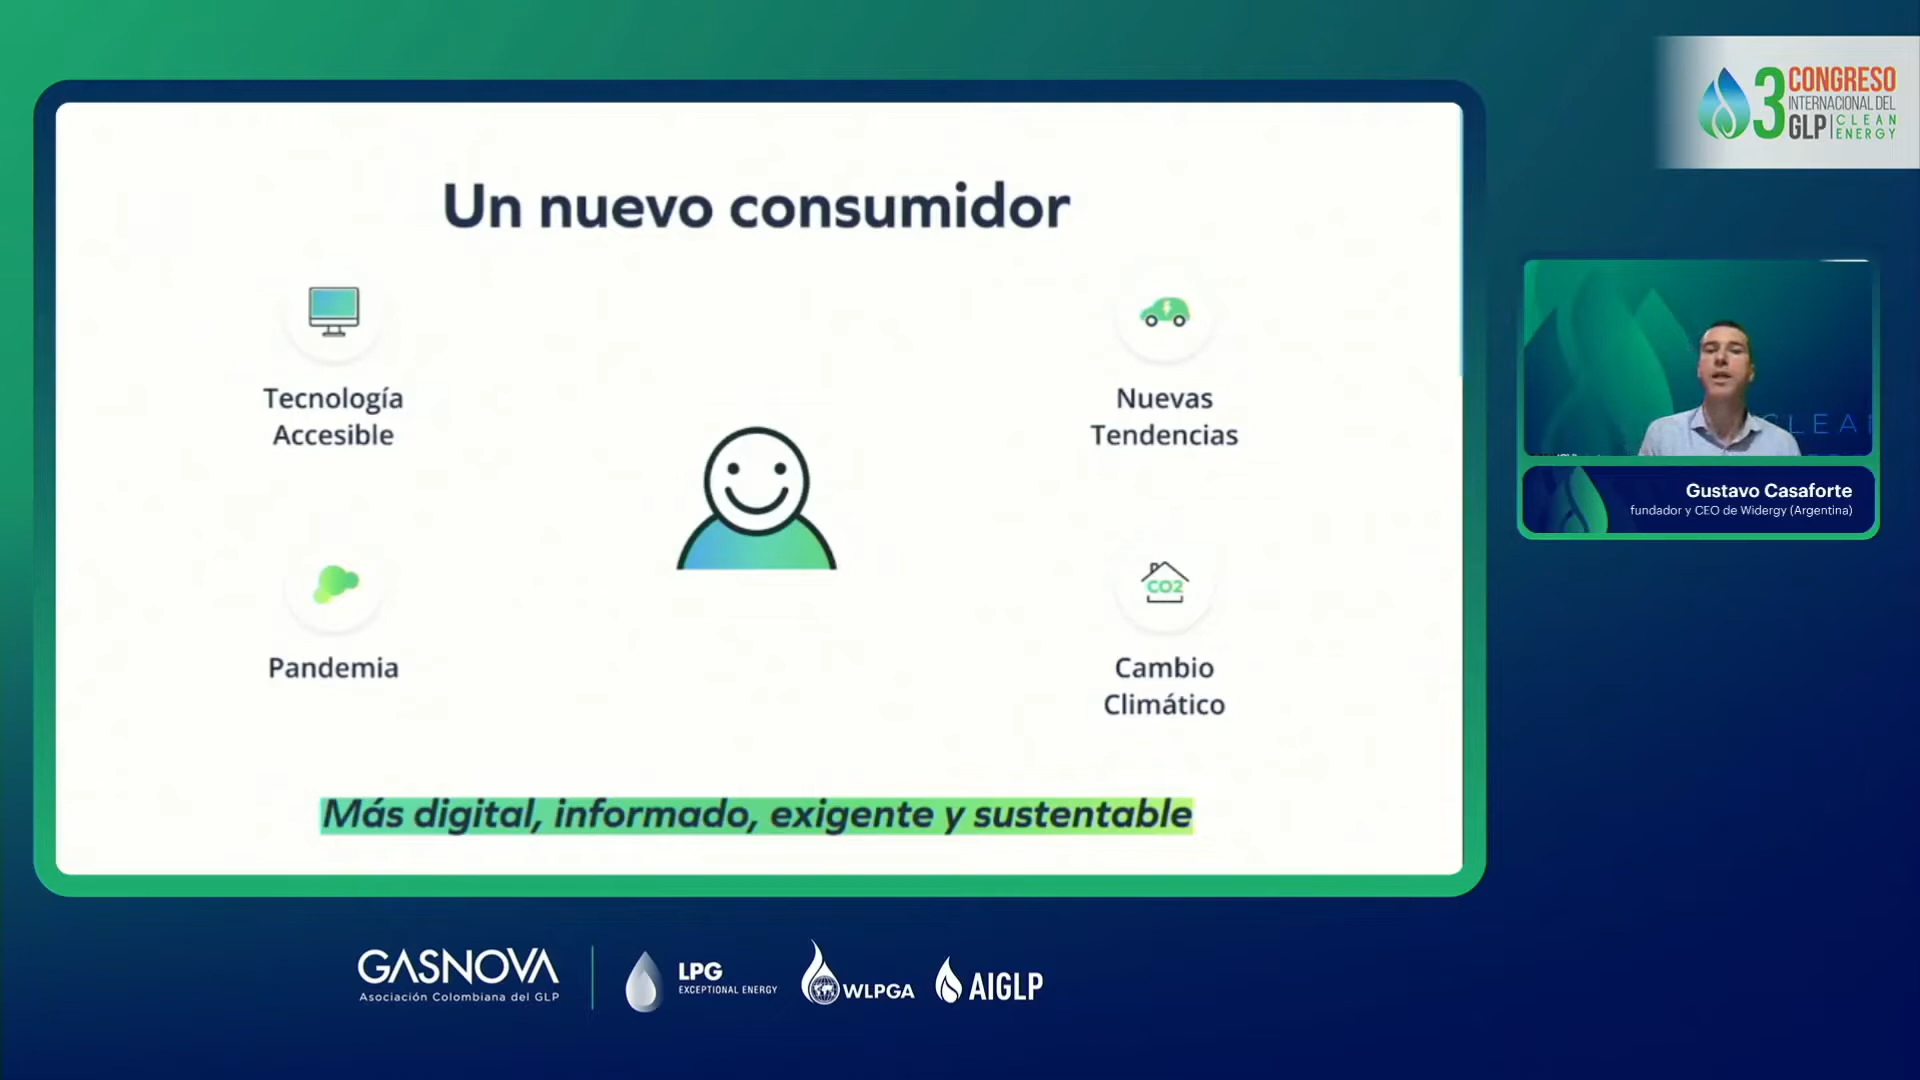 Un nuevo consumidor
Tecnología
Accesible
Nuevas
Tendencias
Pandemia
CO2
Cambio
Climático
Más digital, informado, exigente y sustentable
3 CONGRESO
INTERNACIONAL DEL
GLP | CLEAN
ENERGY
CLEAN
Gustavo Casaforte
fundador y CEO de Widergy (Argentina)
GASNOVA
Asociación Colombiana del GLP
LPG
EXCEPTIONAL ENERGY
WLPGA
AIGLP